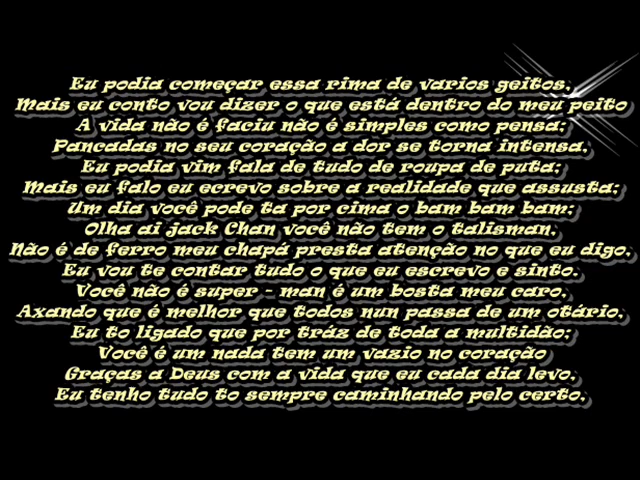 Eu podia começar essa rima de varios geitos.
Mais eu conto vou dizer o que está dentro do meu peito
A vida não é faciu não é simples como pensa;
Pancadas no seu coração a dor se torna intensa.
Eu podia vim fala de tudo de roupa de puta;
Mais eu falo eu ecrevo sobre a realidade que assusta;
Um dia você pode ta por cima o bam bam bam;
Olha ai jack Chan você não tem o talisman.
Não é de ferro meu chapá presta atenção no que eu digo.
Eu vou te contar tudo o que eu escrevo e sinto.
Você não é super - man é um bosta meu caro.
Axando que é melhor que todos nun passa de um otário.
Eu to ligado que por tráz de toda a multidão;
Você é um nada tem um vazio no coração
Graças a Deus com a vida que eu cada dia levo.
Eu tenho tudo to sempre caminhando pelo certo.